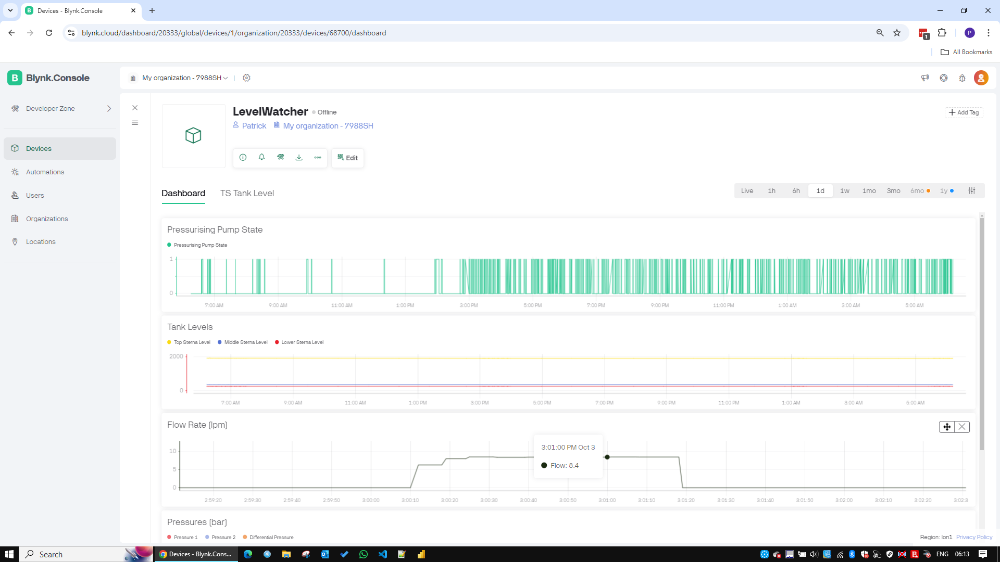 Devices - Blynk.Console
blynk.cloud/dashboard/20333/global/devices/1/organization/20333/devices/68700/dashboard
1
P
All Bookmarks
B Blynk.Console
My organization - 7988SH
Developer Zone
Devices
Automations
Users
Organizations
Locations
LevelWatcher Offline
Patrick My organization - 7988SH
Add Tag
Edit
Dashboard TS Tank Level
Live 1h 6h 1d 1w 1mo 3mo 6mo 1y
Pressurising Pump State
Pressurising Pump State
1
0
7:00 AM 9:00 AM 11:00 AM 1:00 PM 3:00 PM 5:00 PM 7:00 PM 9:00 PM 11:00 PM 1:00 AM 3:00 AM 5:00 AM
Tank Levels
Top Sterna Level Middle Sterna Level Lower Sterna Level
2000
0
7:00 AM 9:00 AM 11:00 AM 1:00 PM 3:00 PM 5:00 PM 7:00 PM 9:00 PM 11:00 PM 1:00 AM 3:00 AM 5:00 AM
Flow Rate (lpm)
3:01:00 PM Oct 3
Flow: 8.4
10
5
0
2:59:20 2:59:30 2:59:40 2:59:50 3:00:00 3:00:10 3:00:20 3:00:30 3:00:40 3:00:50 3:01:00 3:01:10 3:01:20 3:01:30 3:01:40 3:01:50 3:02:00 3:02:10 3:02:20 3:02:3
Pressures (bar)
Pressure 1 Pressure 2 Differential Pressure
Region: lon1 Privacy Policy
Search
Devices - Blynk.Cons...
ENG 06:13